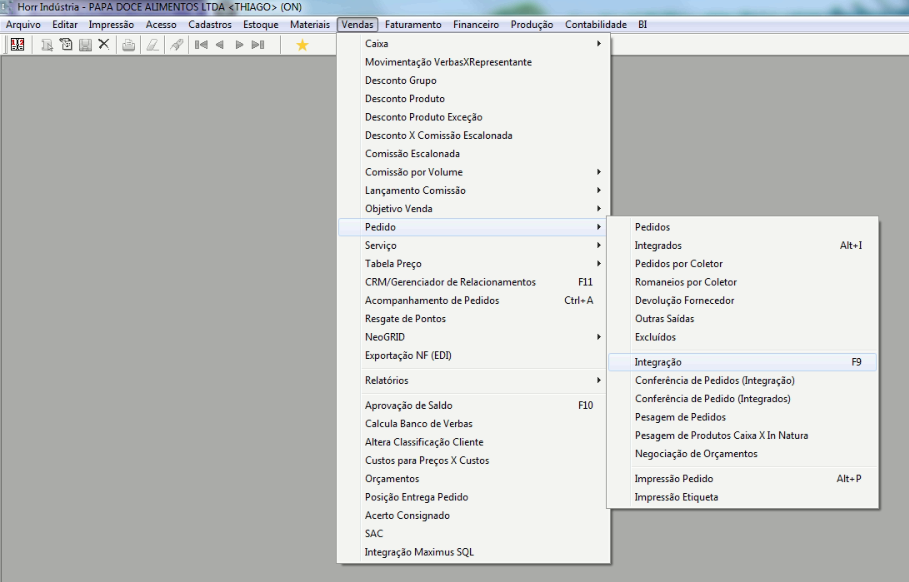 Horr Indústria - PAPA DOCE ALIMENTOS LTDA <THIAGO> (ON)
Arquivo Editar Impressão Acesso Cadastros Estoque Materiais Vendas Faturamento Financeiro Produção Contabilidade BI
Caixa
Movimentação VerbasXRepresentante
Desconto Grupo
Desconto Produto
Desconto Produto Exceção
Desconto X Comissão Escalonada
Comissão Escalonada
Comissão por Volume
Lançamento Comissão
Objetivo Venda
Pedido
Serviço
Tabela Preço
CRM/Gerenciador de Relacionamentos F11
Acompanhamento de Pedidos Ctrl+A
Resgate de Pontos
NeoGRID
Exportação NF (EDI)
Relatórios
Aprovação de Saldo F10
Calcula Banco de Verbas
Altera Classificação Cliente
Custos para Preços X Custos
Orçamentos
Posição Entrega Pedido
Acerto Consignado
SAC
Integração Maximus SQL
Pedidos
Integrados Alt+I
Pedidos por Coletor
Romaneios por Coletor
Devolução Fornecedor
Outras Saídas
Excluídos
Integração F9
Conferência de Pedidos (Integração)
Conferência de Pedido (Integrados)
Pesagem de Pedidos
Pesagem de Produtos Caixa X In Natura
Negociação de Orçamentos
Impressão Pedido Alt+P
Impressão Etiqueta